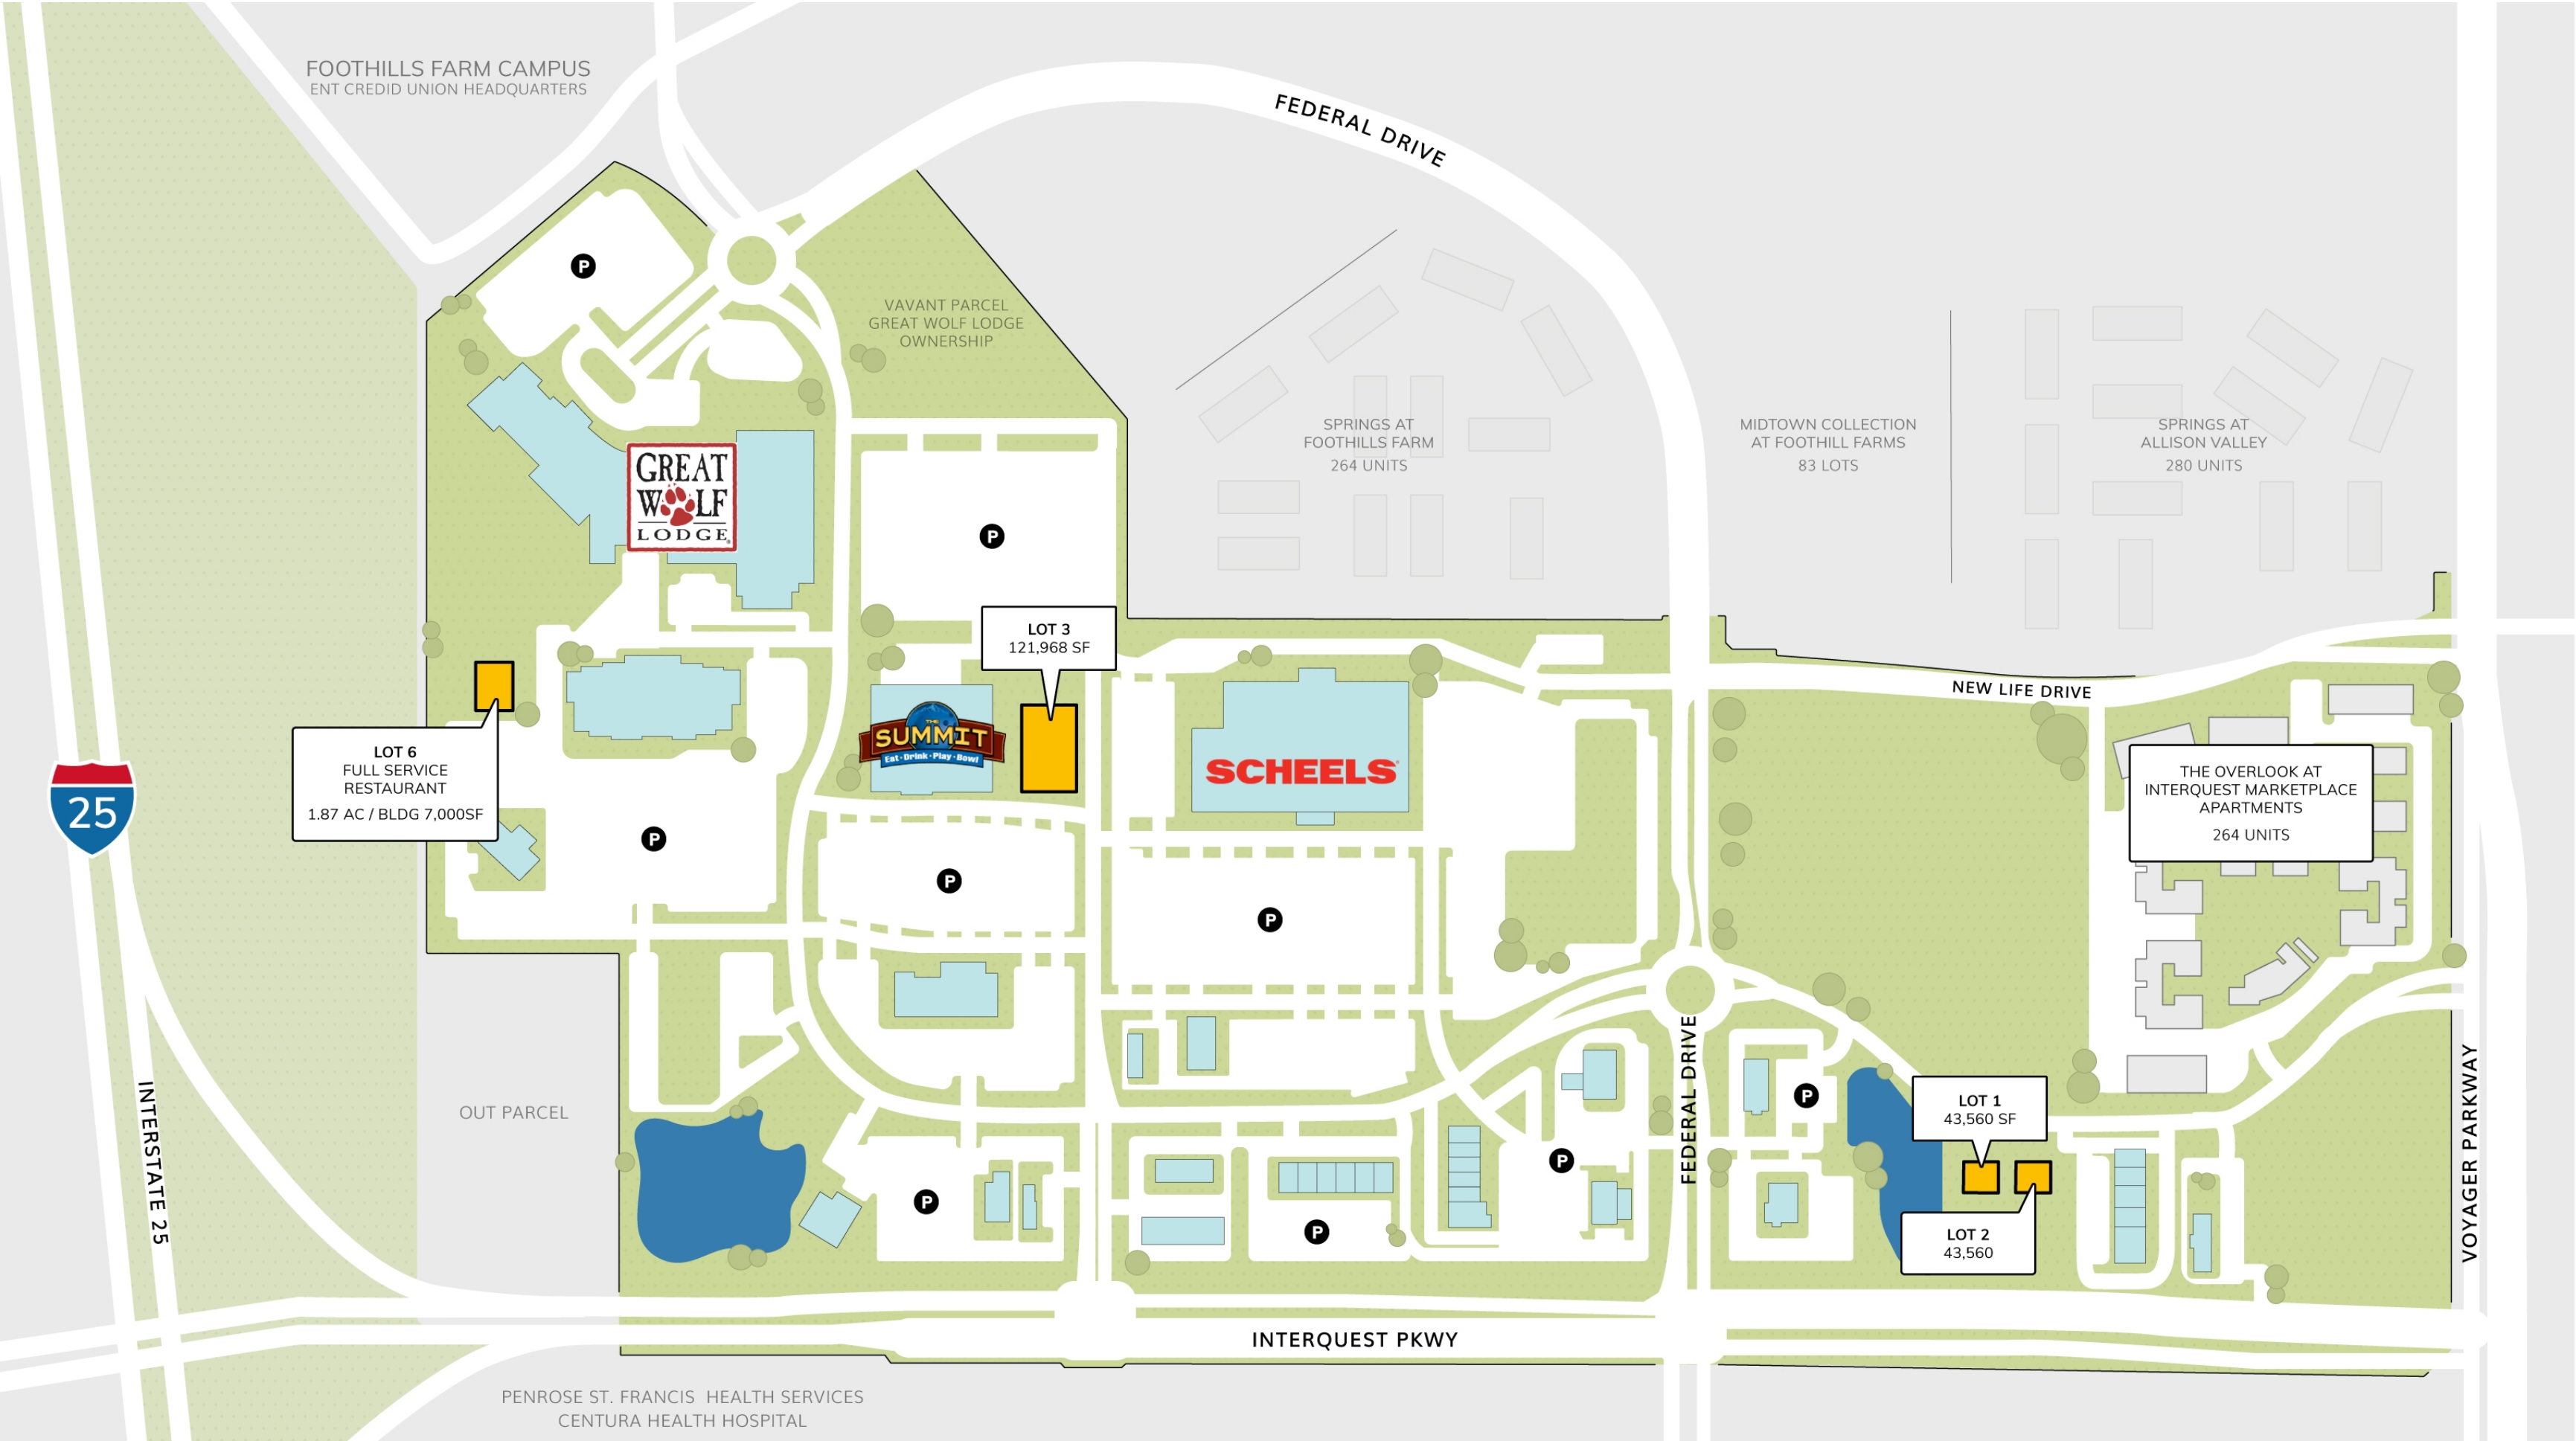 FOOTHILLS FARM CAMPUS
ENT CREDID UNION HEADQUARTERS
FEDERAL DRIVE
P
VAVANT PARCEL
GREAT WOLF LODGE
OWNERSHIP
SPRINGS AT
FOOTHILLS FARM
264 UNITS
MIDTOWN COLLECTION
AT FOOTHILL FARMS
83 LOTS
SPRINGS AT
ALLISON VALLEY
280 UNITS
GREAT
WOLF
LODGE
P
LOT 3
121,968 SF
NEW LIFE DRIVE
LOT 6
FULL SERVICE
RESTAURANT
1.87 AC / BLDG 7,000SF
THE
SUMMIT
Eat·Drink·Play·Bowl
SCHEELS
THE OVERLOOK AT
INTERQUEST MARKETPLACE
APARTMENTS
264 UNITS
25
P
P
P
INTERSTATE 25
OUT PARCEL
FEDERAL DRIVE
P
LOT 1
43,560 SF
VOYAGER PARKWAY
P
P
P
LOT 2
43,560
INTERQUEST PKWY
PENROSE ST. FRANCIS HEALTH SERVICES
CENTURA HEALTH HOSPITAL